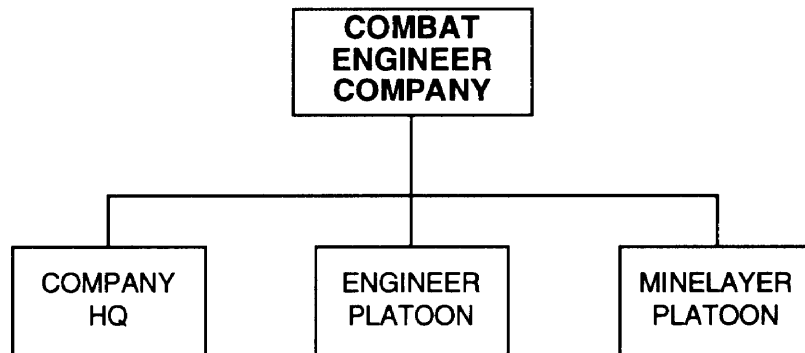 COMBAT
ENGINEER
COMPANY
COMPANY
HQ
ENGINEER
PLATOON
MINELAYER
PLATOON